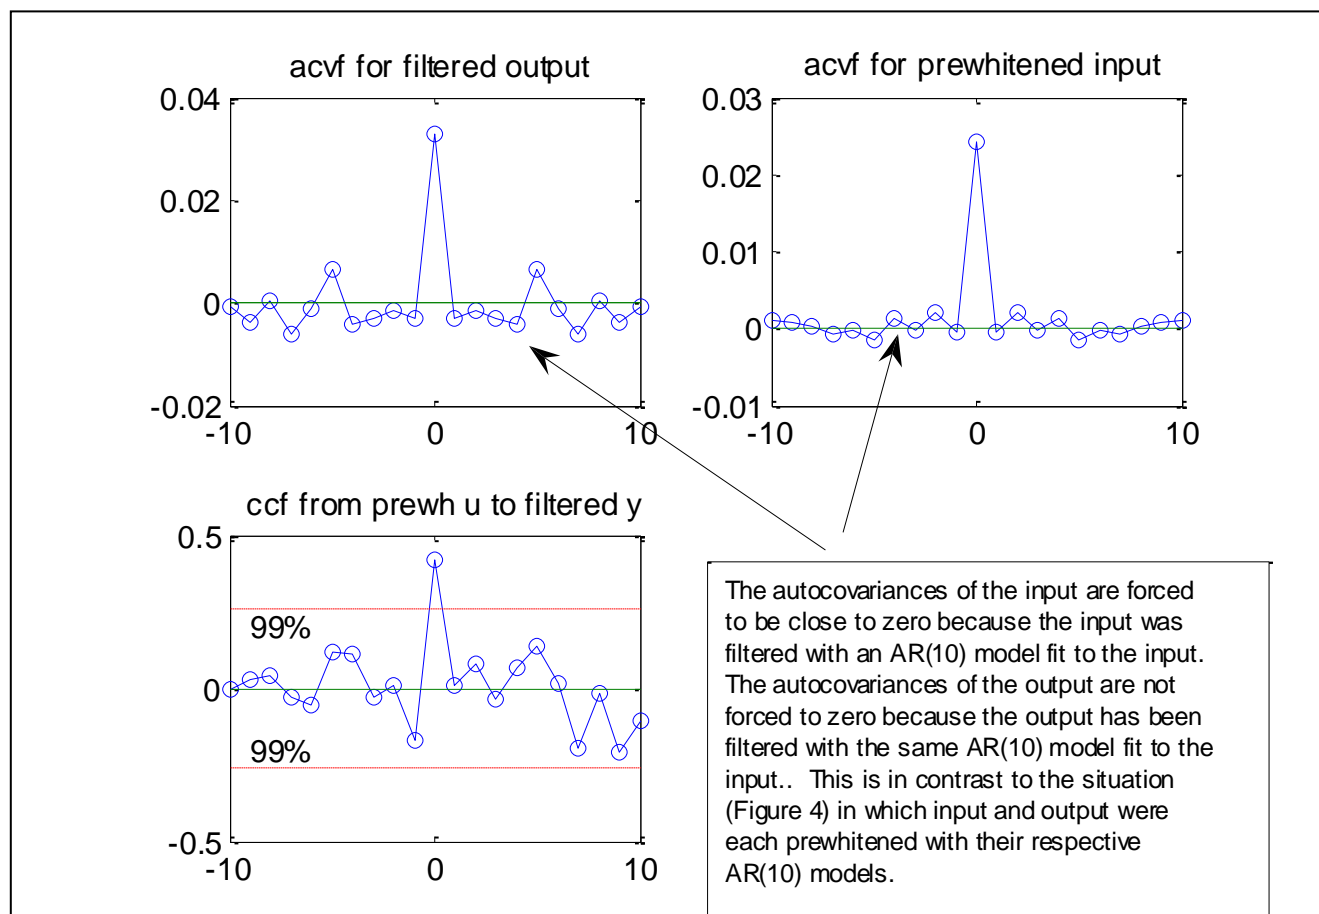 acvf for filtered output
0.04
0.02
0
-0.02
-10
0
10
acvf for prewhitened input
0.03
0.02
0.01
0
-0.01
-10
0
10
ccf from prewh u to filtered y
0.5
0
-0.5
99%
99%
-10
0
10
The autocovariances of the input are forced
to be close to zero because the input was
filtered with an AR(10) model fit to the input.
The autocovariances of the output are not
forced to zero because the output has been
filtered with the same AR(10) model fit to the
input.. This is in contrast to the situation
(Figure 4) in which input and output were
each prewhitened with their respective
AR(10) models.